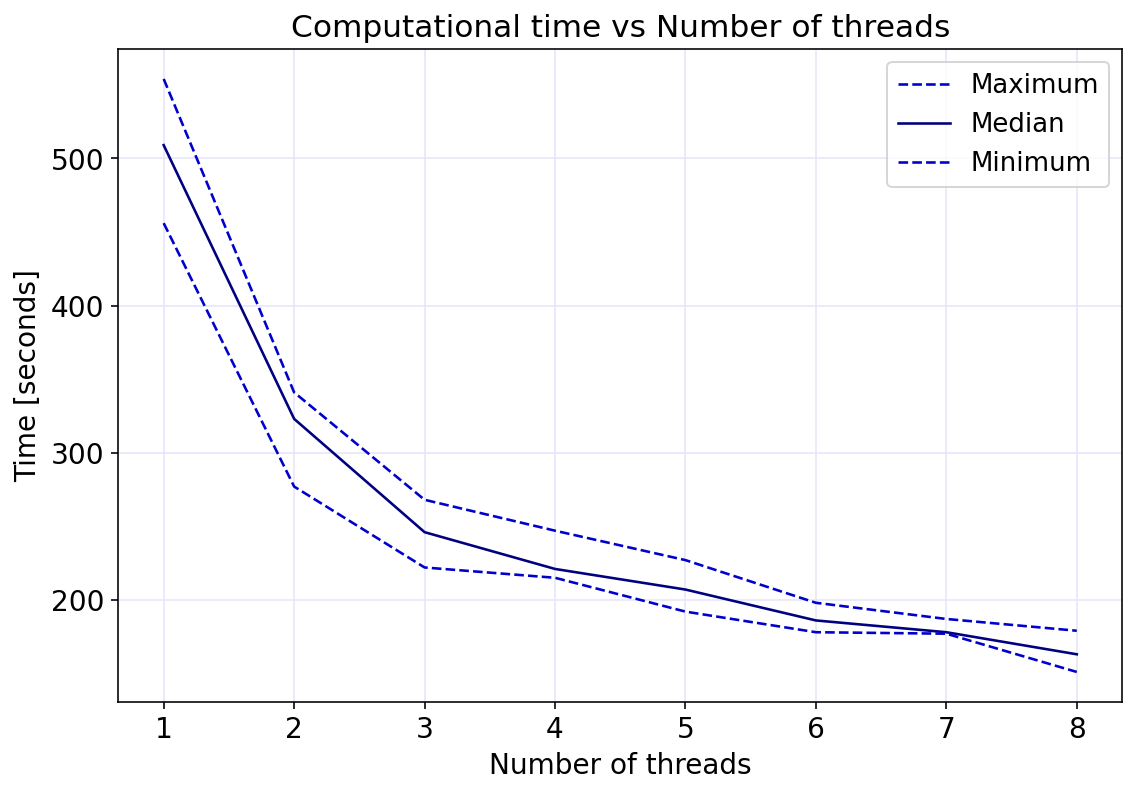 Computational time vs Number of threads
Maximum
Median
Minimum
Time [seconds]
500
400
300
200
1 2 3 4 5 6 7 8
Number of threads